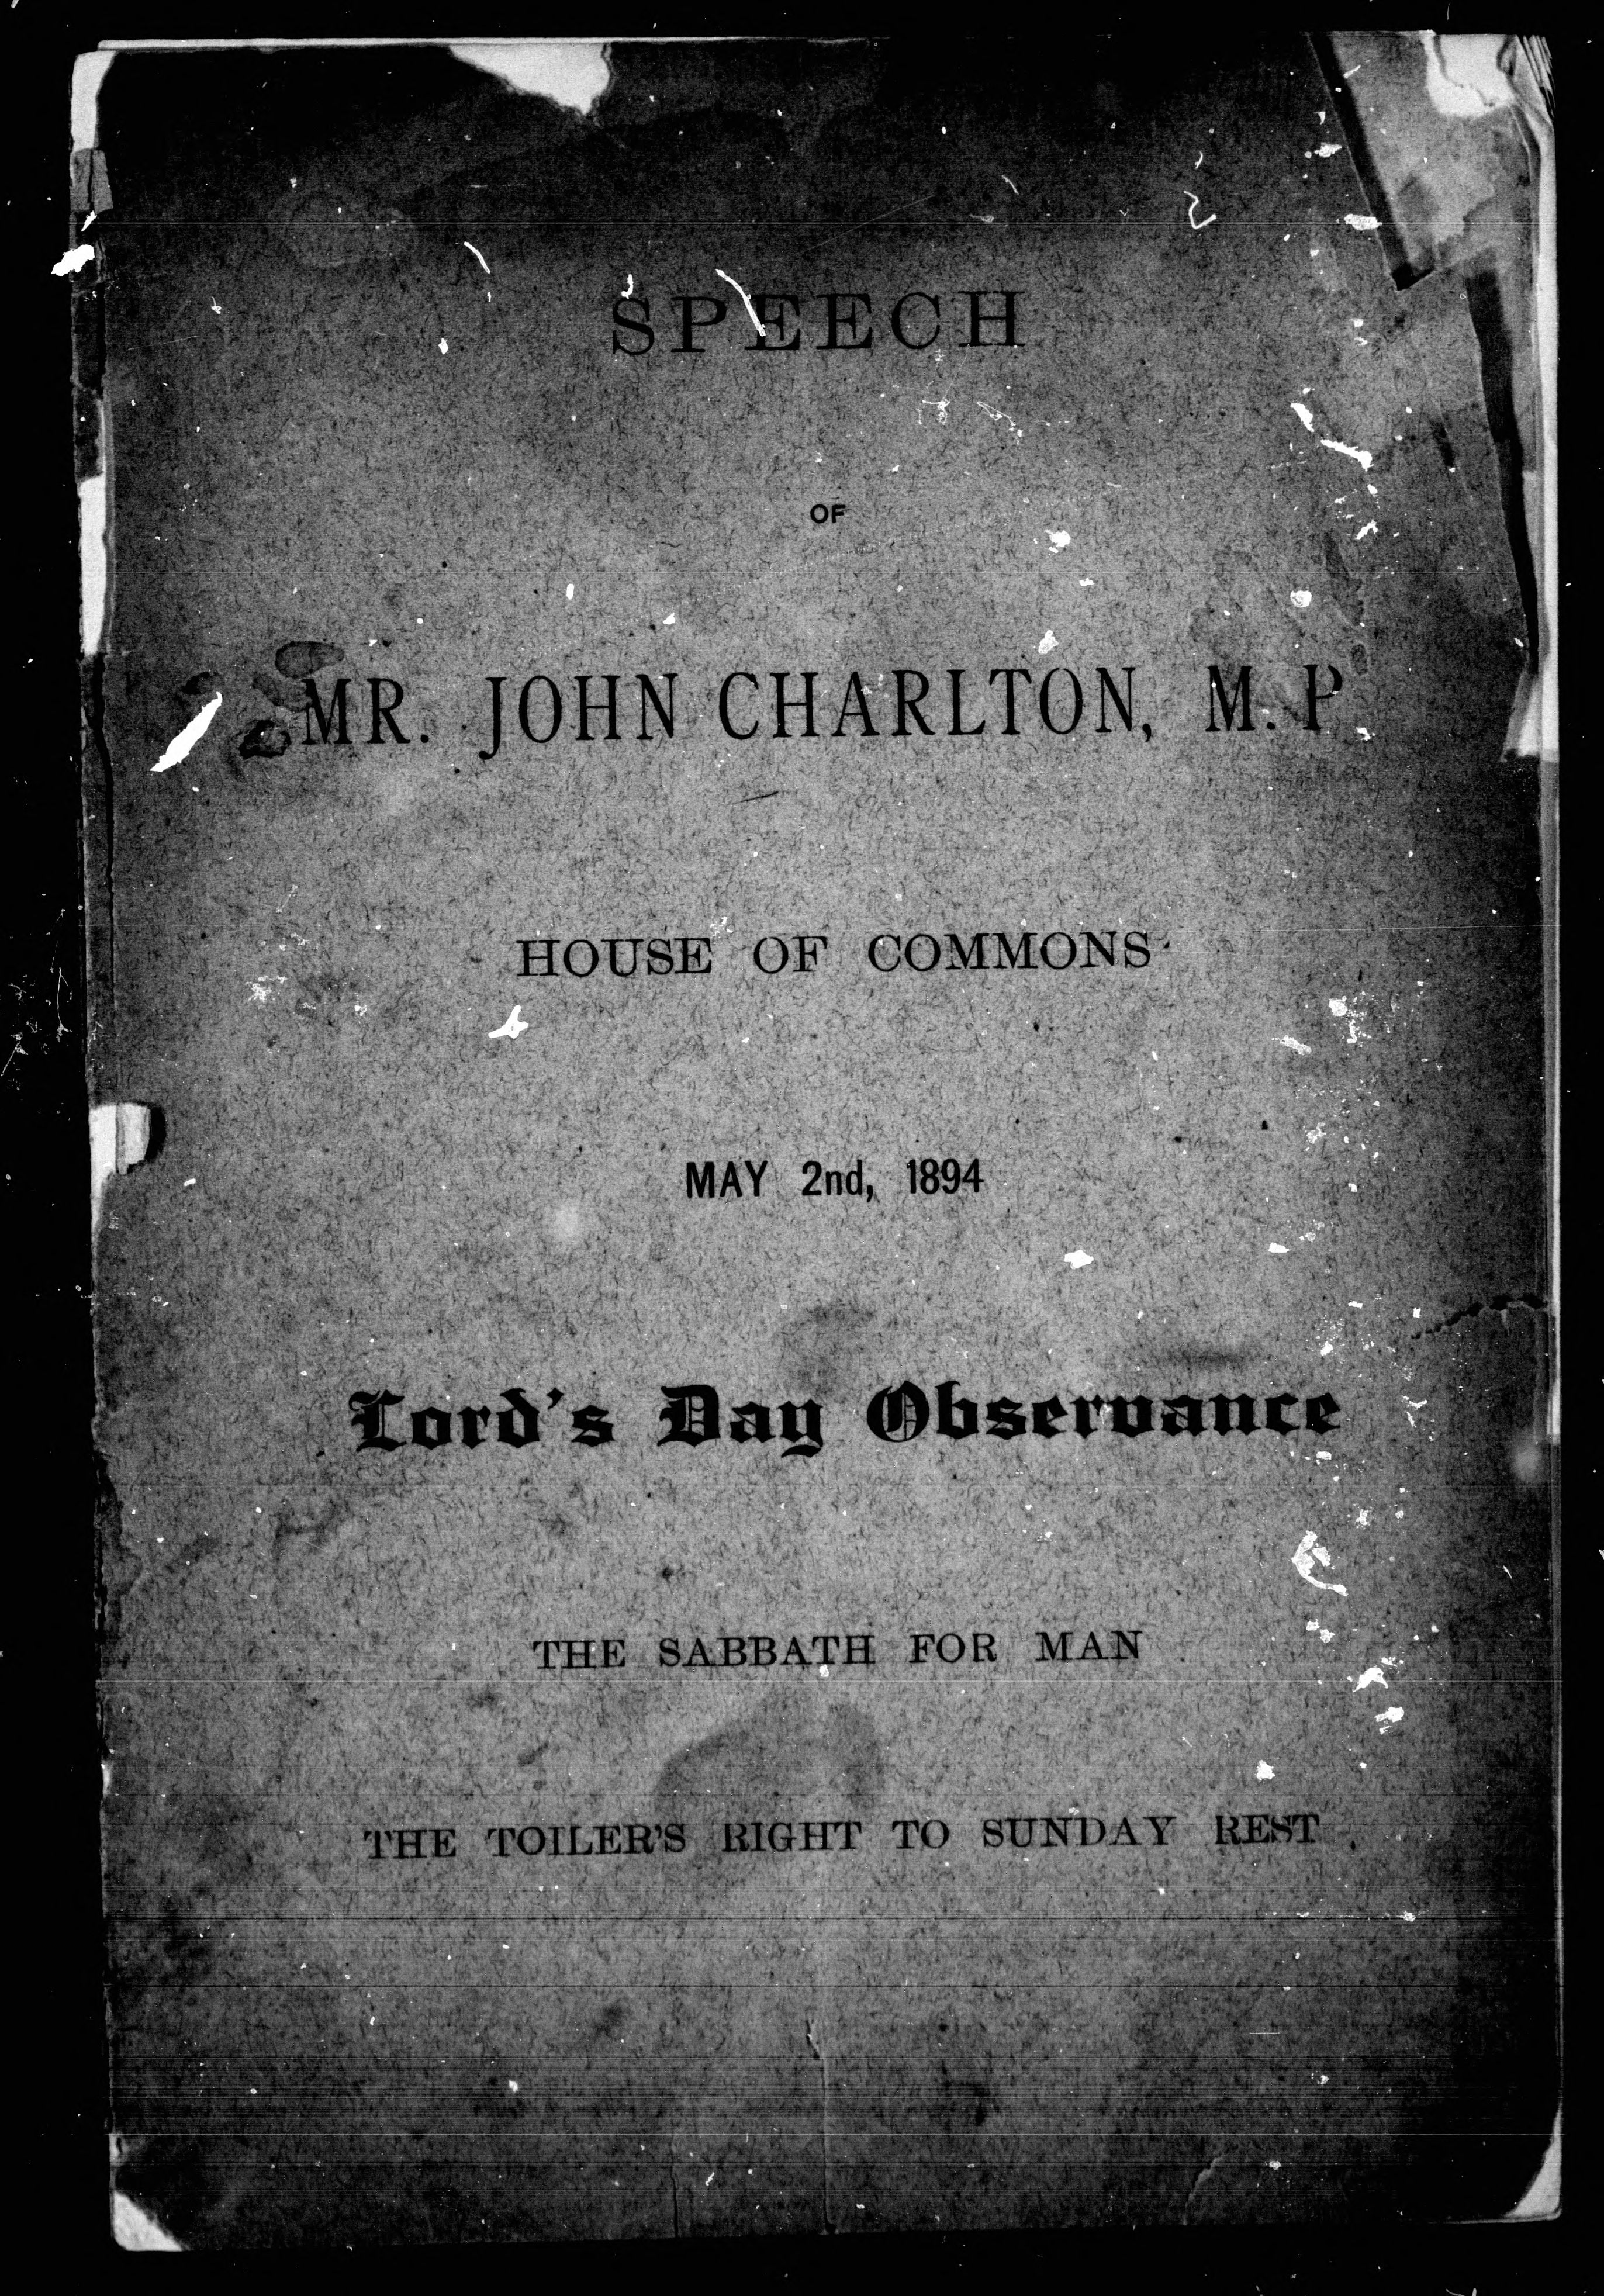 SPEECH
OF
MR. JOHN CHARLTON, M. P
HOUSE OF COMMONS
MAY 2nd, 1894
Lord's Day Observance
THE SABBATH FOR MAN
THE TOILER'S RIGHT TO SUNDAY REST